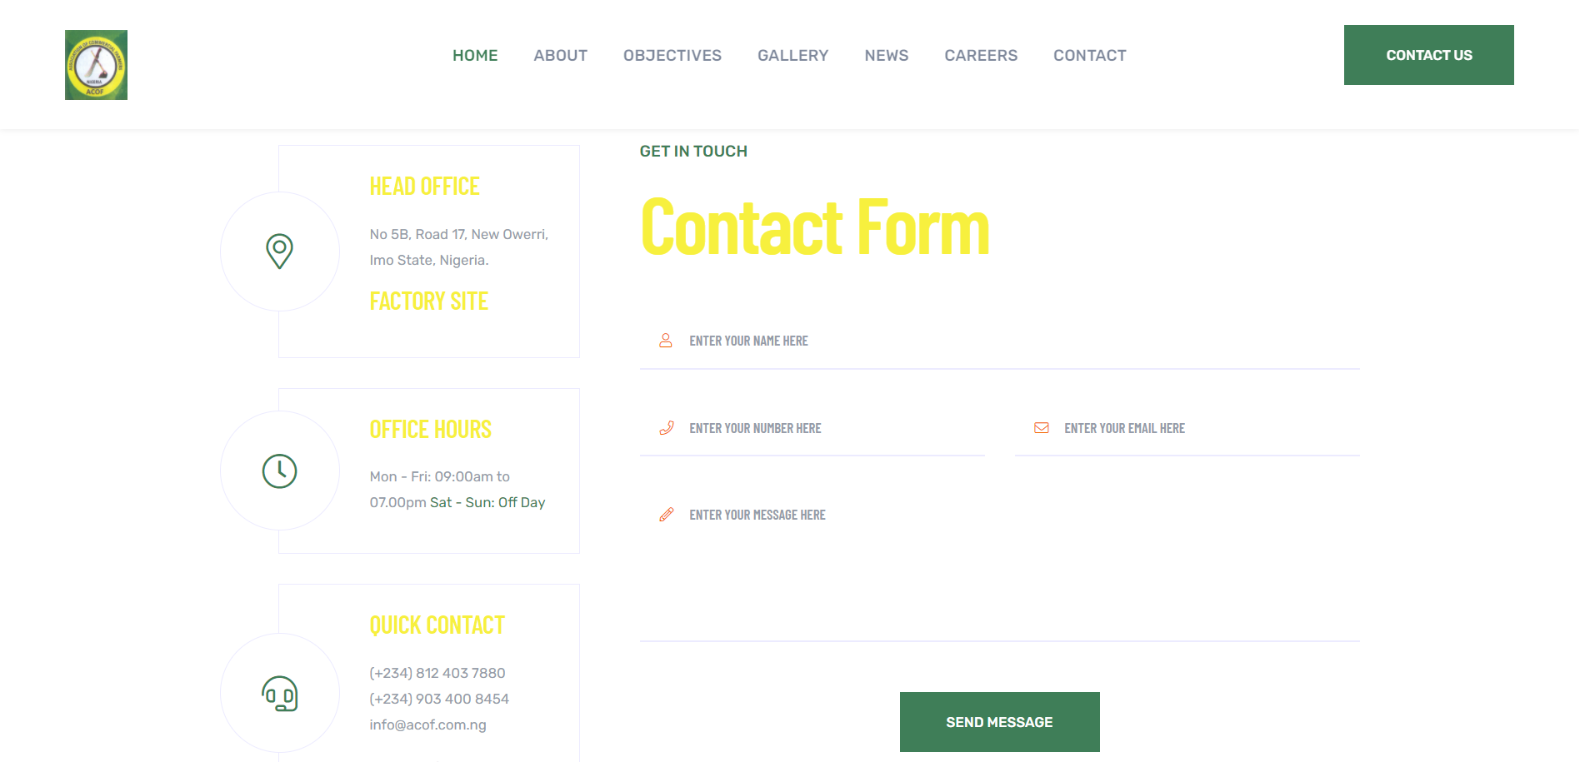 HOME ABOUT OBJECTIVES GALLERY NEWS CAREERS CONTACT
CONTACT US
NIGERIA
ACOF
HEAD OFFICE
No 5B, Road 17, New Owerri,
Imo State, Nigeria.
FACTORY SITE
OFFICE HOURS
Mon - Fri: 09:00am to
07.00pm Sat - Sun: Off Day
QUICK CONTACT
(+234) 812 403 7880
(+234) 903 400 8454
info@acof.com.ng
GET IN TOUCH
Contact Form
ENTER YOUR NAME HERE
ENTER YOUR NUMBER HERE
ENTER YOUR EMAIL HERE
ENTER YOUR MESSAGE HERE
SEND MESSAGE